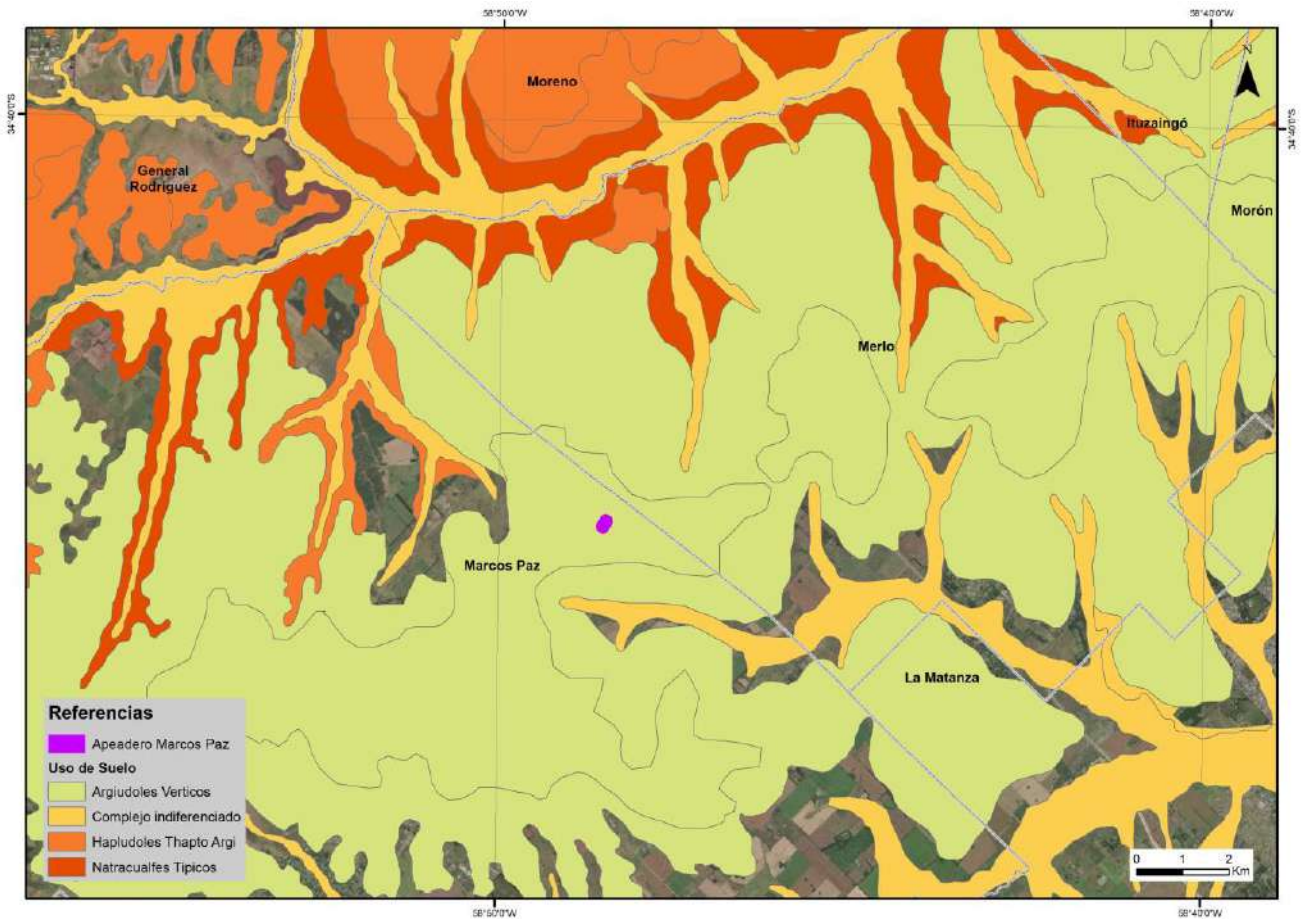 58°50'0"W
58°40'0"W
N
34°40'0"S
34°40'0"S
Moreno
Ituzaingó
General
Rodríguez
Morón
Merlo
Marcos Paz
La Matanza
Referencias
Apeadero Marcos Paz
Uso de Suelo
Argiudoles Verticos
Complejo indiferenciado
Hapludoles Thapto Argi
Natracualfes Tipicos
0 1 2
Km
58°50'0"W
58°40'0"W